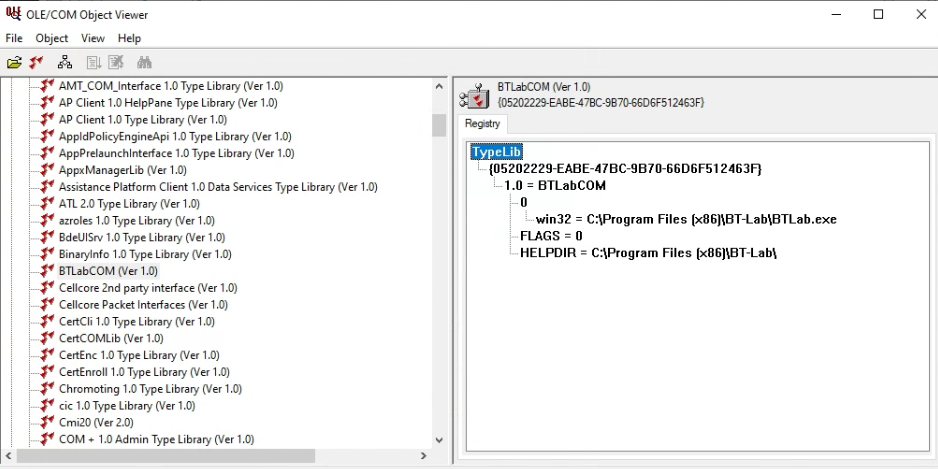 OLE/COM Object Viewer
File Object View Help
AMT_COM_Interface 1.0 Type Library (Ver 1.0)
AP Client 1.0 HelpPane Type Library (Ver 1.0)
AP Client 1.0 Type Library (Ver 1.0)
AppIdPolicyEngineApi 1.0 Type Library (Ver 1.0)
AppPrelaunchInterface 1.0 Type Library (Ver 1.0)
AppxManagerLib (Ver 1.0)
Assistance Platform Client 1.0 Data Services Type Library (Ver 1.0)
ATL 2.0 Type Library (Ver 1.0)
azroles 1.0 Type Library (Ver 1.0)
BdeUISrv 1.0 Type Library (Ver 1.0)
BinaryInfo 1.0 Type Library (Ver 1.0)
BTLabCOM (Ver 1.0)
Cellcore 2nd party interface (Ver 1.0)
Cellcore Packet Interfaces (Ver 1.0)
CertCli 1.0 Type Library (Ver 1.0)
CertCOMLib (Ver 1.0)
CertEnc 1.0 Type Library (Ver 1.0)
CertEnroll 1.0 Type Library (Ver 1.0)
Chromoting 1.0 Type Library (Ver 1.0)
cic 1.0 Type Library (Ver 1.0)
Cmi20 (Ver 2.0)
COM + 1.0 Admin Type Library (Ver 1.0)
BTLabCOM (Ver 1.0)
{05202229-EABE-47BC-9B70-66D6F512463F}
Registry
TypeLib
{05202229-EABE-47BC-9B70-66D6F512463F}
1.0 = BTLabCOM
0
win32 = C:\Program Files (x86)\BT-Lab\BTLab.exe
FLAGS = 0
HELPDIR = C:\Program Files (x86)\BT-Lab\